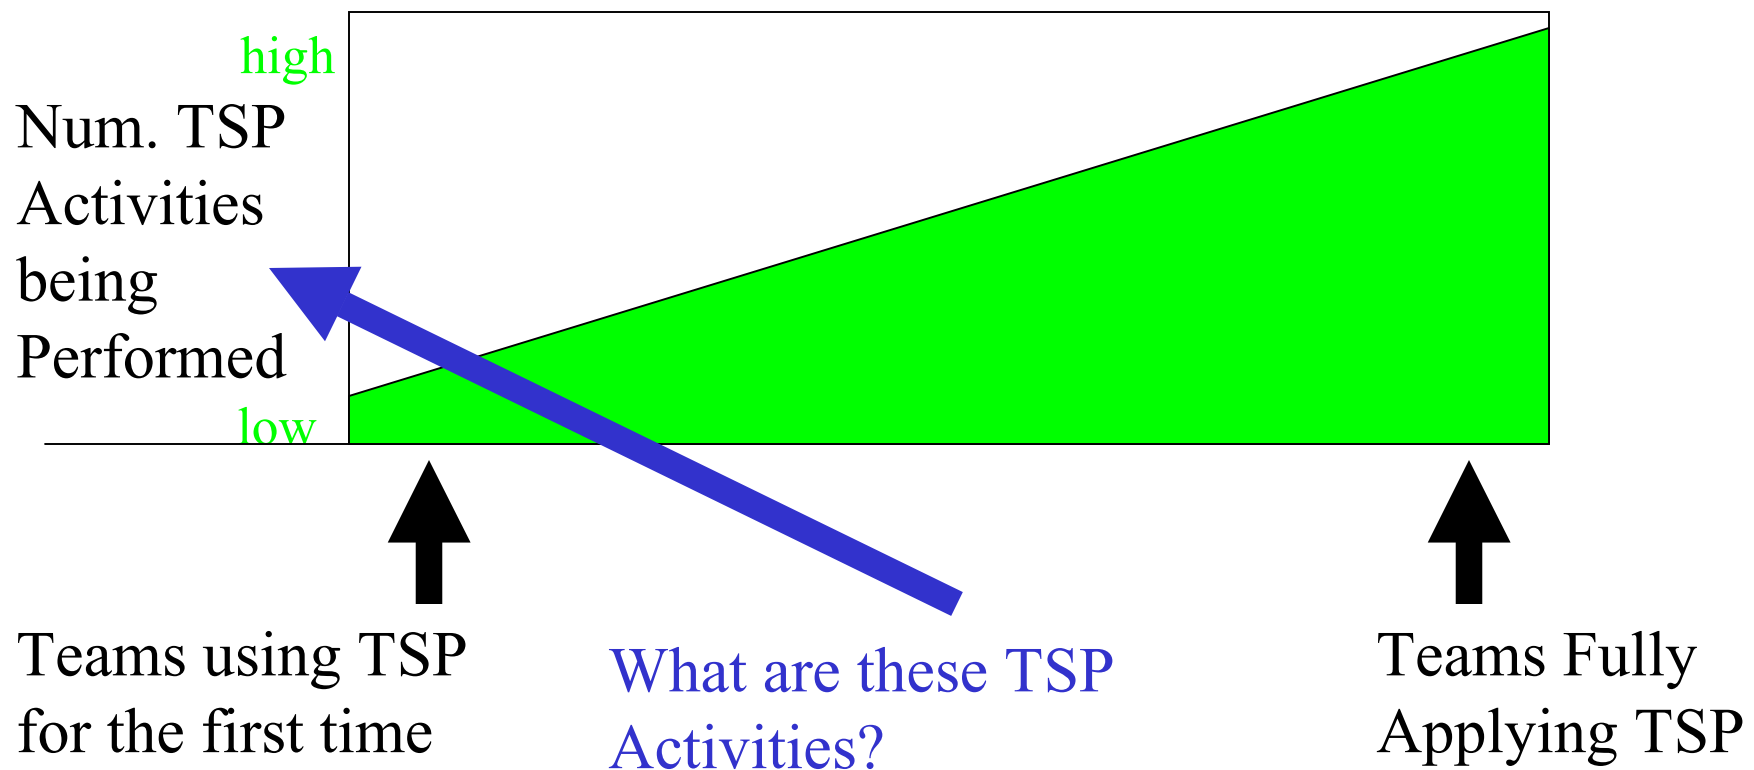 high
Num. TSP
Activities
being
Performed
low
Teams using TSP
for the first time
What are these TSP
Activities?
Teams Fully
Applying TSP